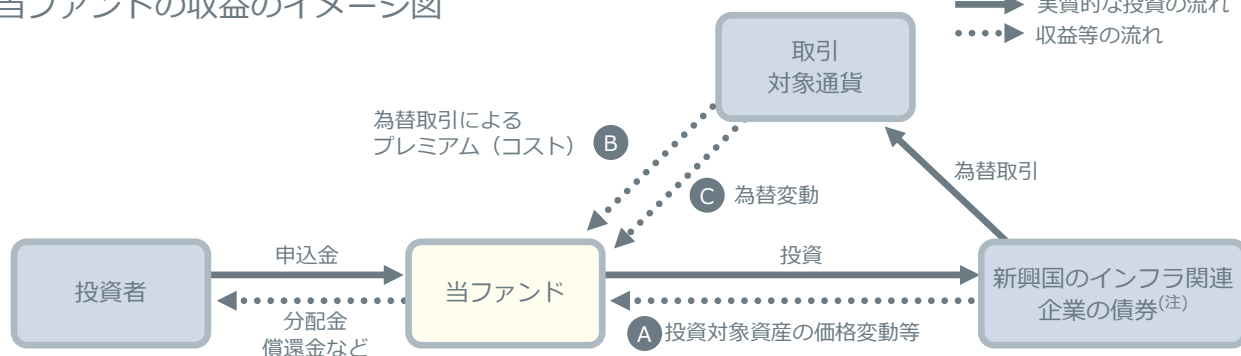 当ファンドの収益のイメージ図
実質的な投資の流れ
収益等の流れ
取引
対象通貨
為替取引による
プレミアム（コスト） B
C 為替変動
為替取引
投資者
申込金
分配金
償還金など
当ファンド
投資
A 投資対象資産の価格変動等
新興国のインフラ関連
企業の債券(注)